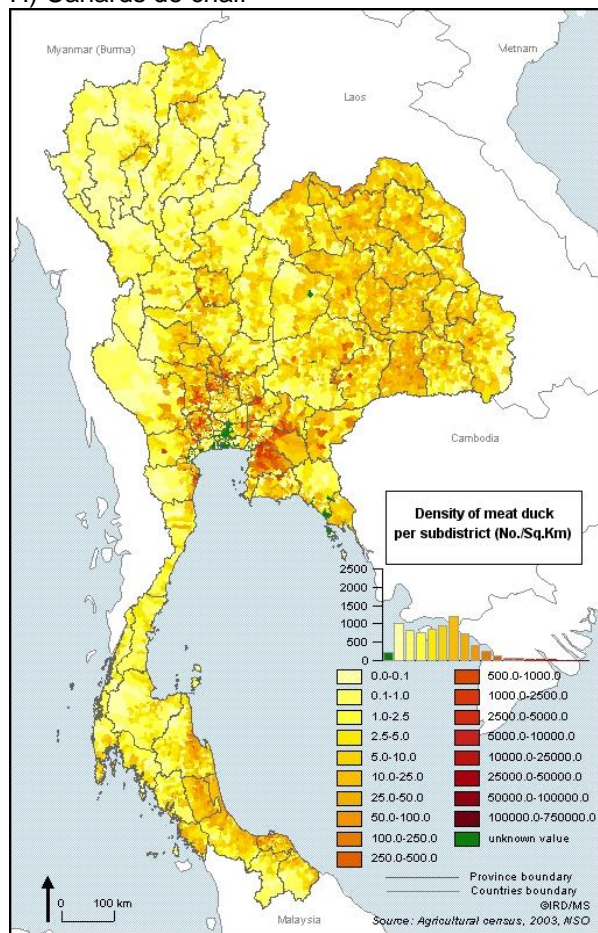 Myanmar (Burma)
Vietnam
Laos
Cambodia
Density of meat duck
per subdistrict (No./Sq.Km)
2500
2000
1500
1000
500
0
0.0-0.1
0.1-1.0
1.0-2.5
2.5-5.0
5.0-10.0
10.0-25.0
25.0-50.0
50.0-100.0
100.0-250.0
250.0-500.0
500.0-1000.0
1000.0-2500.0
2500.0-5000.0
5000.0-10000.0
10000.0-25000.0
25000.0-50000.0
50000.0-100000.0
100000.0-750000.0
unknown value
Province boundary
Countries boundary
©IRD/MS
Source: Agricultural census, 2003, NSO
0 100 km
Malaysia